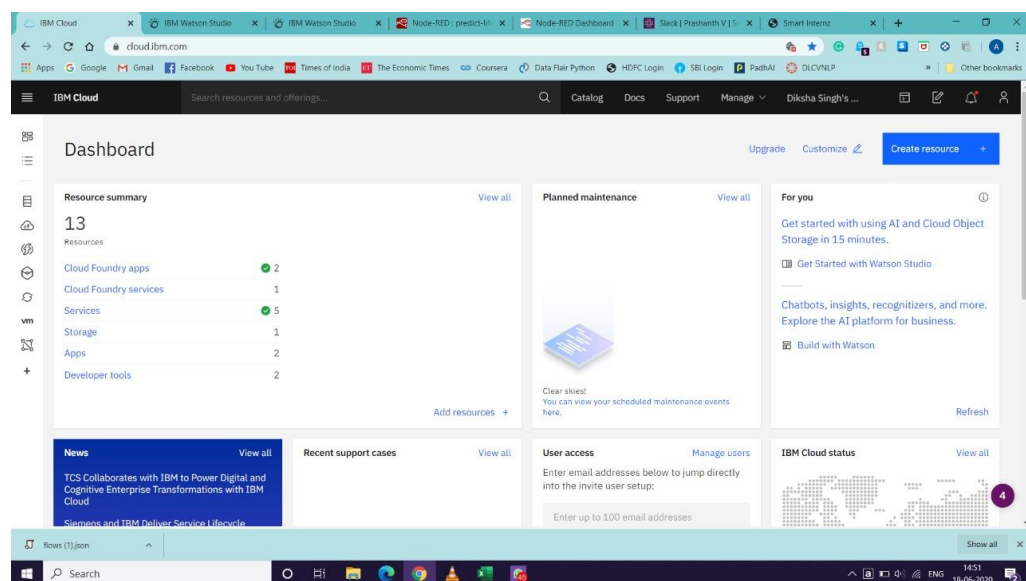 IBM Cloud
IBM Watson Studio
IBM Watson Studio
Node-RED : predict-life
Node-RED Dashboard
Slack | Prashanth V | Sr
Smart Internz
cloud.ibm.com
Apps Google Gmail Facebook You Tube Times of India The Economic Times Coursera Data Flair Python HDFC Login SBI Login PadhAI DLCVNLP » Other bookmarks
IBM Cloud Search resources and offerings... Catalog Docs Support Manage Diksha Singh's ...
Dashboard
Upgrade Customize Create resource +
Resource summary View all
13
Resources
Cloud Foundry apps 2
Cloud Foundry services 1
Services 5
Storage 1
Apps 2
Developer tools 2
Add resources +
Planned maintenance View all
Clear skies!
You can view your scheduled maintenance events
here.
For you
Get started with using AI and Cloud Object
Storage in 15 minutes.
Get Started with Watson Studio
Chatbots, insights, recognitizers, and more.
Explore the AI platform for business.
Build with Watson
Refresh
News View all
TCS Collaborates with IBM to Power Digital and
Cognitive Enterprise Transformations with IBM
Cloud
Siemens and IBM Deliver Service Lifecycle
Recent support cases View all
User access Manage users
Enter email addresses below to jump directly
into the invite user setup:
Enter up to 100 email addresses
IBM Cloud status View all
4
flows (1).json Show all
Search
ENG
14:51
18-06-2020